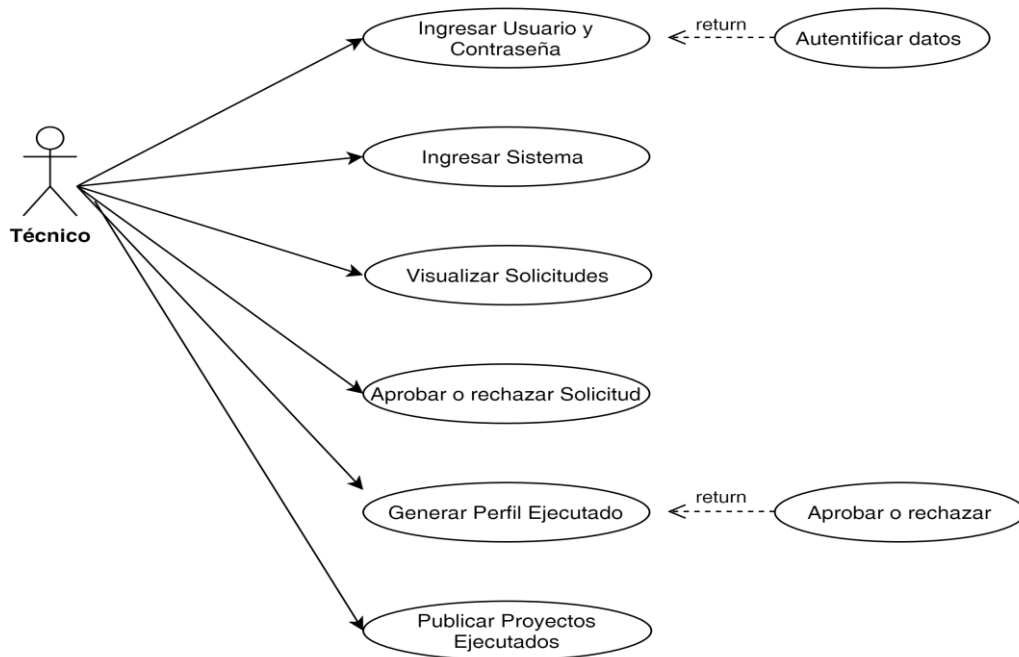 Ingresar Usuario y
Contraseña
return
Autentificar datos
Ingresar Sistema
Técnico
Visualizar Solicitudes
Aprobar o rechazar Solicitud
Generar Perfil Ejecutado
return
Aprobar o rechazar
Publicar Proyectos
Ejecutados